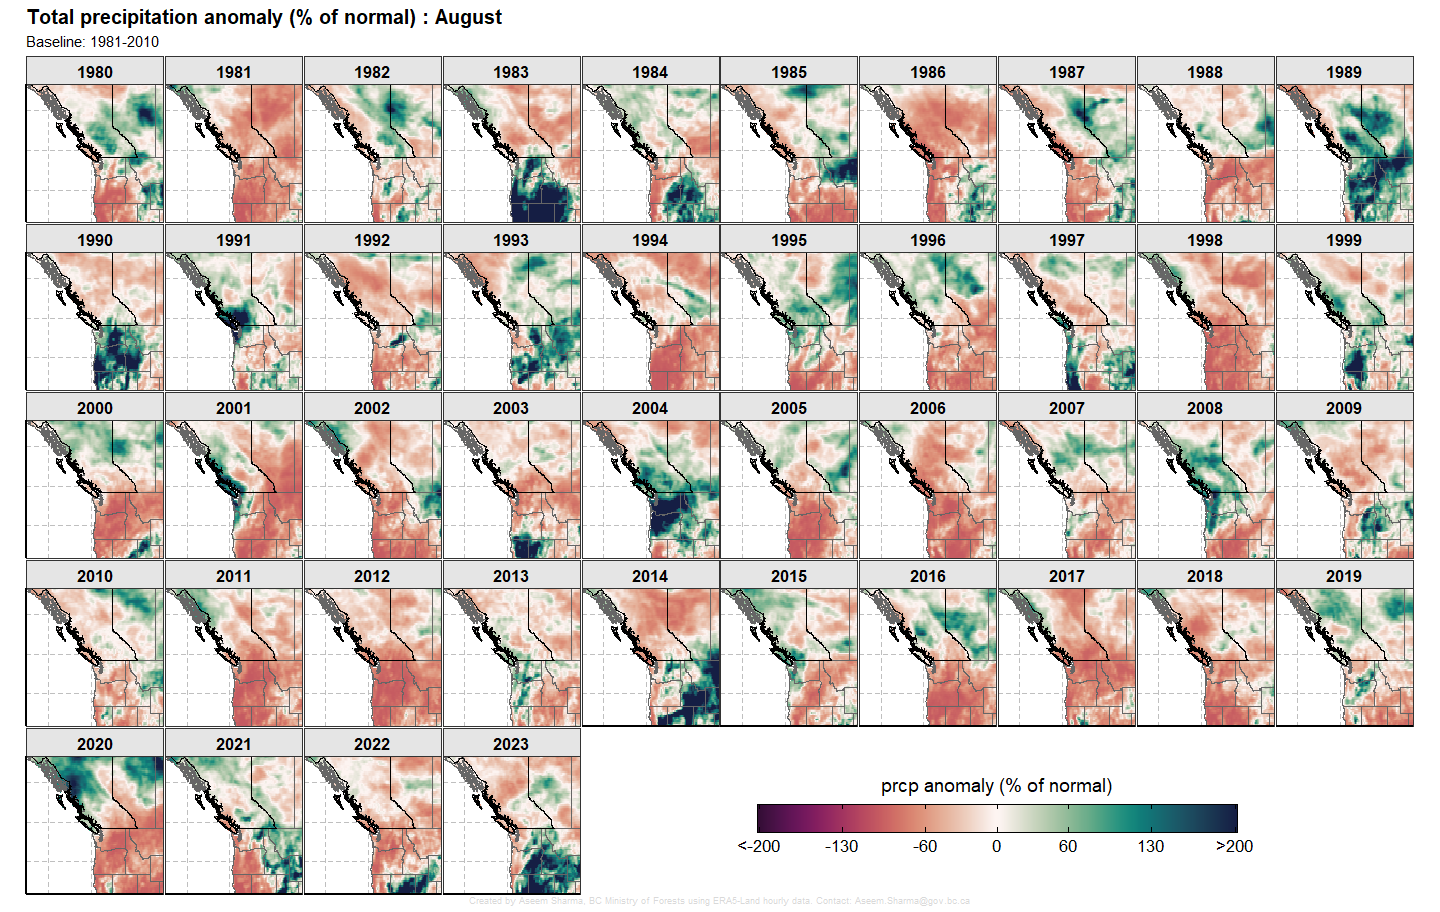 Total precipitation anomaly (% of normal) : August
Baseline: 1981-2010
1980 1981 1982 1983 1984 1985 1986 1987 1988 1989
1990 1991 1992 1993 1994 1995 1996 1997 1998 1999
2000 2001 2002 2003 2004 2005 2006 2007 2008 2009
2010 2011 2012 2013 2014 2015 2016 2017 2018 2019
2020 2021 2022 2023
prcp anomaly (% of normal)
<-200 -130 -60 0 60 130 >200
Created by Aseem Sharma, BC Ministry of Forests using ERA5-Land hourly data. Contact: Aseem.Sharma@gov.bc.ca